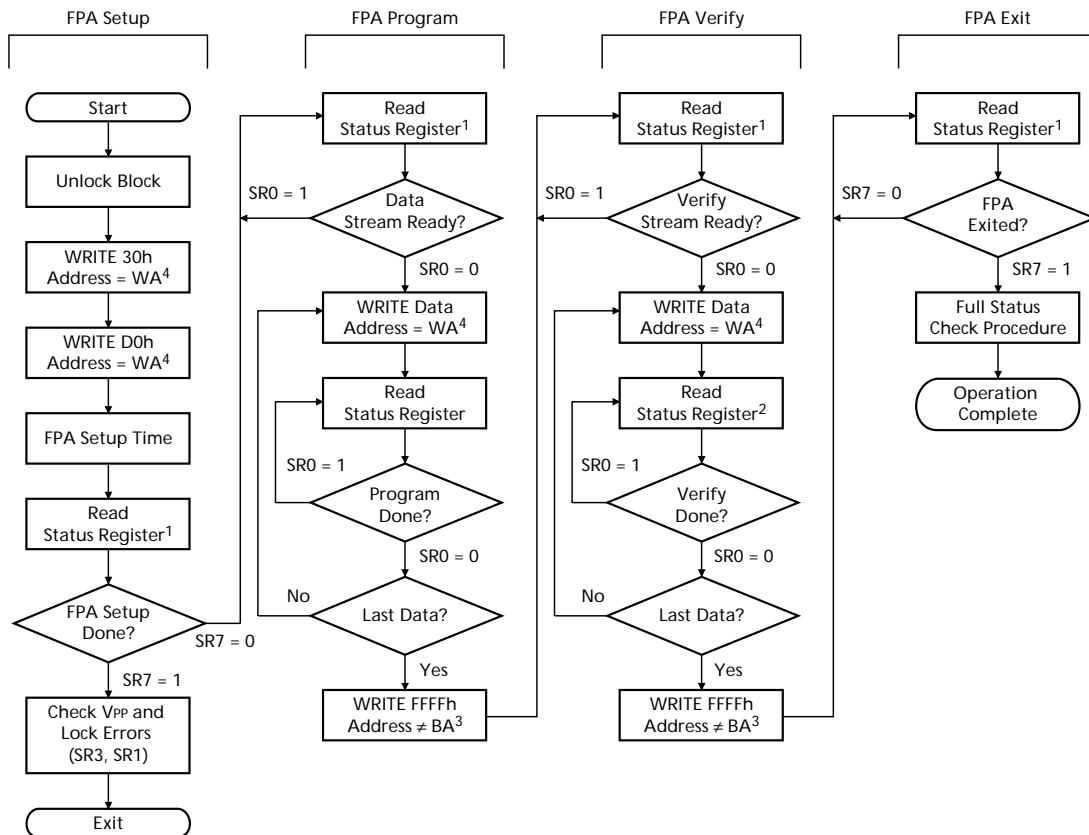 FPA Setup
Start
Unlock Block
WRITE 30h
Address = WA4
WRITE D0h
Address = WA4
FPA Setup Time
Read
Status Register1
FPA Setup
Done?
SR7 = 0
SR7 = 1
Check VPP and
Lock Errors
(SR3, SR1)
Exit
FPA Program
Read
Status Register1
SR0 = 1
Data
Stream Ready?
SR0 = 0
WRITE Data
Address = WA4
Read
Status Register
SR0 = 1
Program
Done?
SR0 = 0
No
Last Data?
Yes
WRITE FFFFh
Address ≠ BA3
FPA Verify
Read
Status Register1
SR0 = 1
Verify
Stream Ready?
SR0 = 0
WRITE Data
Address = WA4
Read
Status Register2
SR0 = 1
Verify
Done?
SR0 = 0
No
Last Data?
Yes
WRITE FFFFh
Address ≠ BA3
FPA Exit
Read
Status Register1
SR7 = 0
FPA
Exited?
SR7 = 1
Full Status
Check Procedure
Operation
Complete